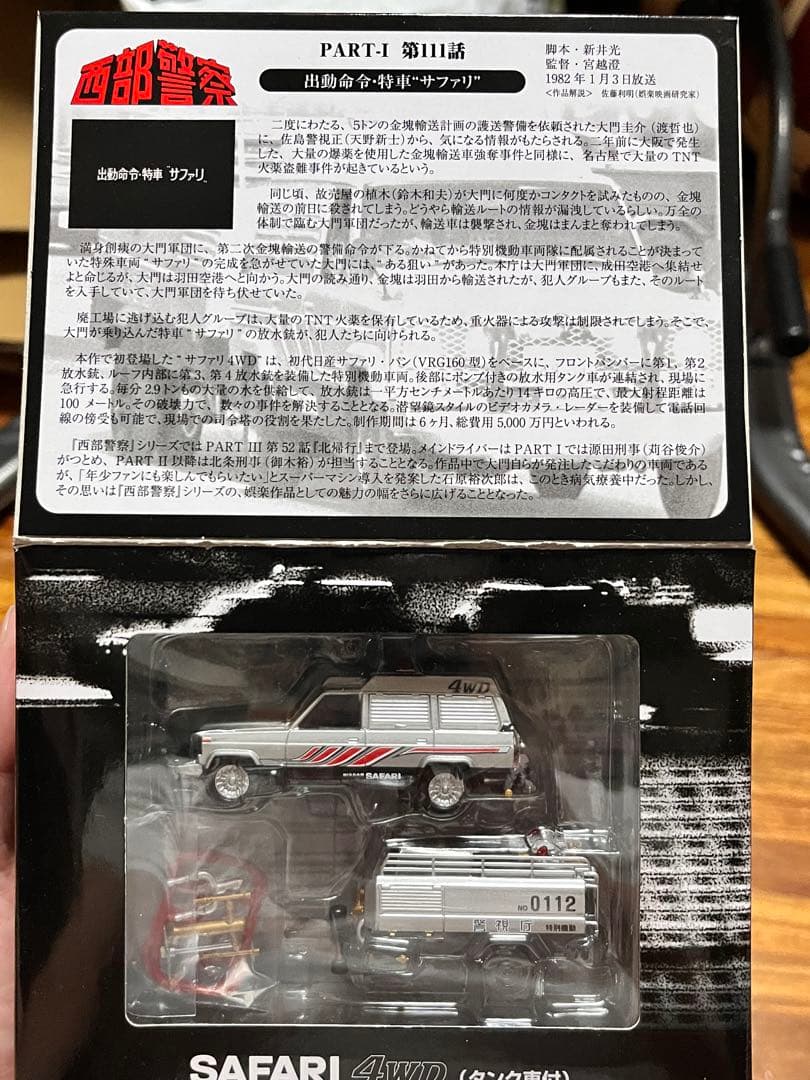 西部警察
PART-I 第111話
出動命令・特車“サファリ”
脚本・新井光
監督・宮越澄
1982年1月3日放送
<作品解説> 佐藤利明(娯楽映画研究家)
出動命令・特車“サファリ”
二度にわたる、5トンの金塊輸送計画の護送警備を依頼された大門圭介(渡哲也)
に、佐島警視正(天野新士)から、気になる情報がもたらされる。二年前に大阪で発生
した、大量の爆薬を使用した金塊輸送車強奪事件と同様に、名古屋で大量のTNT
火薬盗難事件が起きているという。
同じ頃、故売屋の植木(鈴木和夫)が大門に何度かコンタクトを試みたものの、金塊
輸送の前日に殺されてしまう。どうやら輸送ルートの情報が漏洩しているらしい。万全の
体制で臨む大門軍団だったが、輸送車は襲撃され、金塊はまんまと奪われてしまう。
満身創痍の大門軍団に、第二次金塊輸送の警備命令が下る。かねてから特別機動車両隊に配属されることが決まっ
ていた特殊車両“サファリ”の完成を急がせていた大門には、“ある狙い”があった。本庁は大門軍団に、成田空港へ集結せ
よと命じるが、大門は羽田空港へと向かう。大門の読み通り、金塊は羽田から輸送されたが、犯人グループもまた、そのルート
を入手していて、大門軍団を待ち伏せていた。
廃工場に逃げ込む犯人グループは、大量のTNT火薬を保有しているため、重火器による攻撃は制限されてしまう。そこで、
大門が乗り込んだ特車“サファリ”の放水銃が、犯人たちに向けられる。
本作で初登場した“サファリ4WD”は、初代日産サファリ・バン(VRG160型)をベースに、フロントバンパーに第1、第2
放水銃、ルーフ内部に第3、第4放水銃を装備した特別機動車両。後部にポンプ付きの放水用タンク車が連結され、現場に
急行する。毎分2.9トンもの大量の水を供給して、放水銃は一平方センチメートルあたり14キロの高圧で、最大射程距離は
100メートル。その破壊力で、数々の事件を解決することとなる。潜望鏡スタイルのビデオカメラ・レーダーを装備して電話回
線の傍受も可能で、現場での司令塔の役割を果たした。制作期間は6ヶ月、総費用5,000万円といわれる。
『西部警察』シリーズではPART III第52話『北帰行』まで登場。メインドライバーはPART Iでは源田刑事(苅谷俊介)
がつとめ、PART II以降は北条刑事(御木裕)が担当することとなる。作品中で大門自らが発注したこだわりの車両であ
るが、「年少ファンにも楽しんでもらいたい」とスーパーマシン導入を発案した石原裕次郎は、このとき病気療養中だった。しかし、
その思いは『西部警察』シリーズの、娯楽作品としての魅力の幅をさらに広げることとなった。
4WD
NISSAN SAFARI
NO 0112
警視庁 特別機動
SAFARI 4WD (タンク車付)